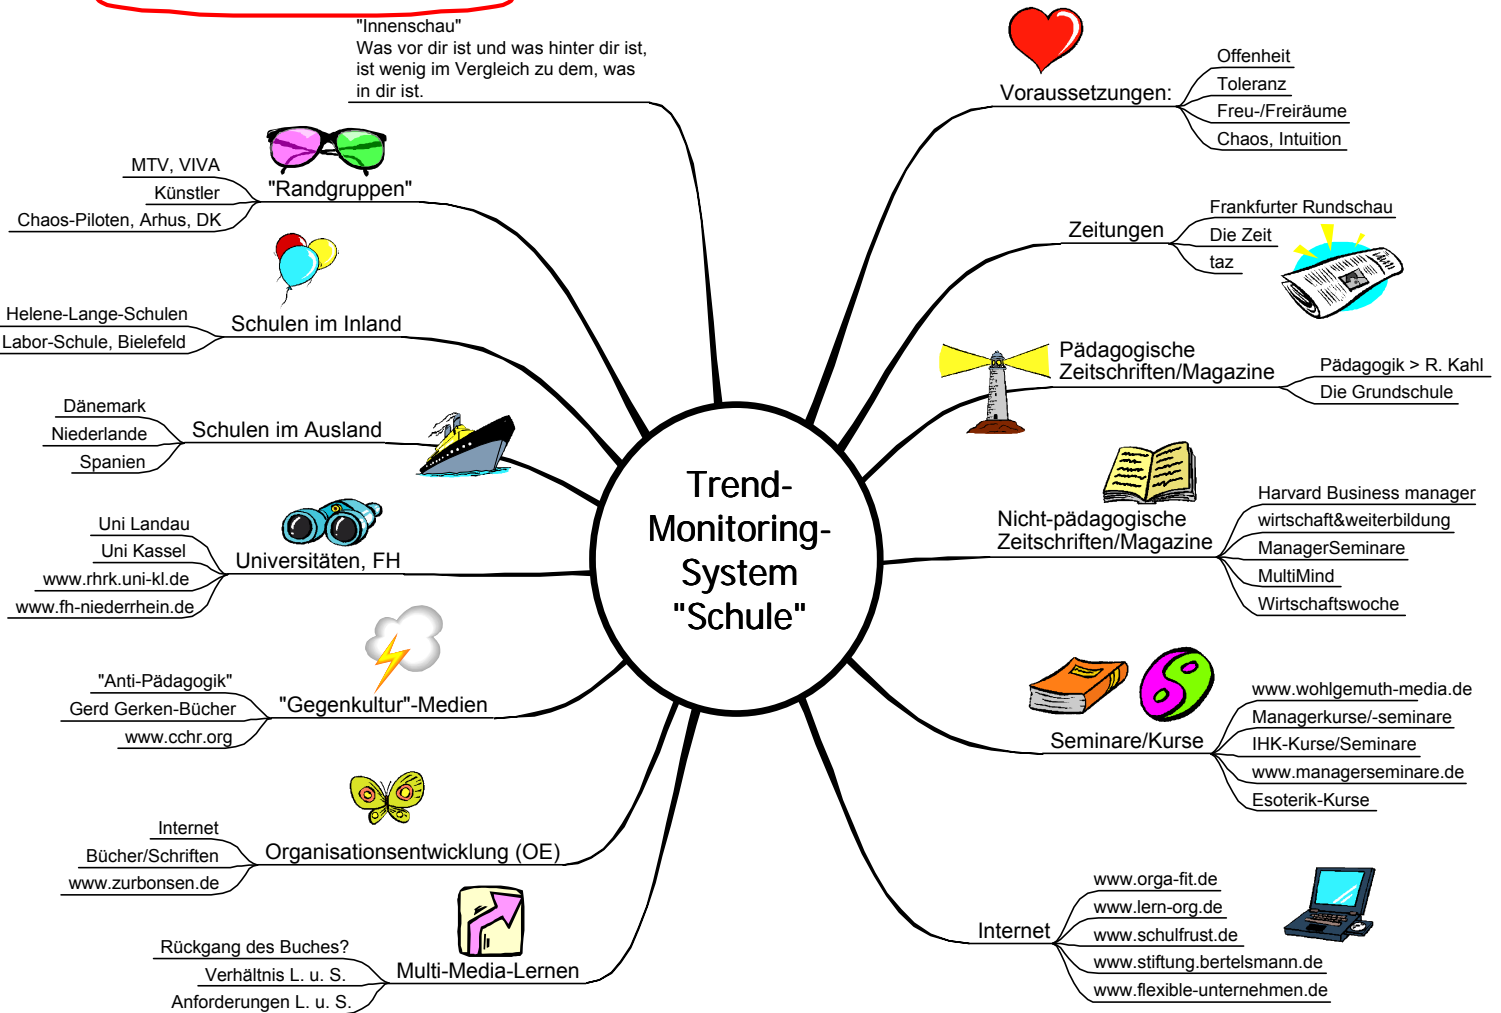 "Innenschau"
Was vor dir ist und was hinter dir ist,
ist wenig im Vergleich zu dem, was
in dir ist.
Voraussetzungen:
Offenheit
Toleranz
Freu-/Freiräume
Chaos, Intuition
Zeitungen
Frankfurter Rundschau
Die Zeit
taz
Pädagogische
Zeitschriften/Magazine
Pädagogik > R. Kahl
Die Grundschule
Nicht-pädagogische
Zeitschriften/Magazine
Harvard Business manager
wirtschaft&weiterbildung
ManagerSeminare
MultiMind
Wirtschaftswoche
Seminare/Kurse
www.wohlgemuth-media.de
Managerkurse/-seminare
IHK-Kurse/Seminare
www.managerseminare.de
Esoterik-Kurse
Internet
www.orga-fit.de
www.lern-org.de
www.schulfrust.de
www.stiftung.bertelsmann.de
www.flexible-unternehmen.de
Trend-
Monitoring-
System
"Schule"
"Randgruppen"
MTV, VIVA
Künstler
Chaos-Piloten, Arhus, DK
Schulen im Inland
Helene-Lange-Schulen
Labor-Schule, Bielefeld
Schulen im Ausland
Dänemark
Niederlande
Spanien
Universitäten, FH
Uni Landau
Uni Kassel
www.rhrk.uni-kl.de
www.fh-niederrhein.de
"Gegenkultur"-Medien
"Anti-Pädagogik"
Gerd Gerken-Bücher
www.cchr.org
Organisationsentwicklung (OE)
Internet
Bücher/Schriften
www.zurbonsen.de
Multi-Media-Lernen
Rückgang des Buches?
Verhältnis L. u. S.
Anforderungen L. u. S.